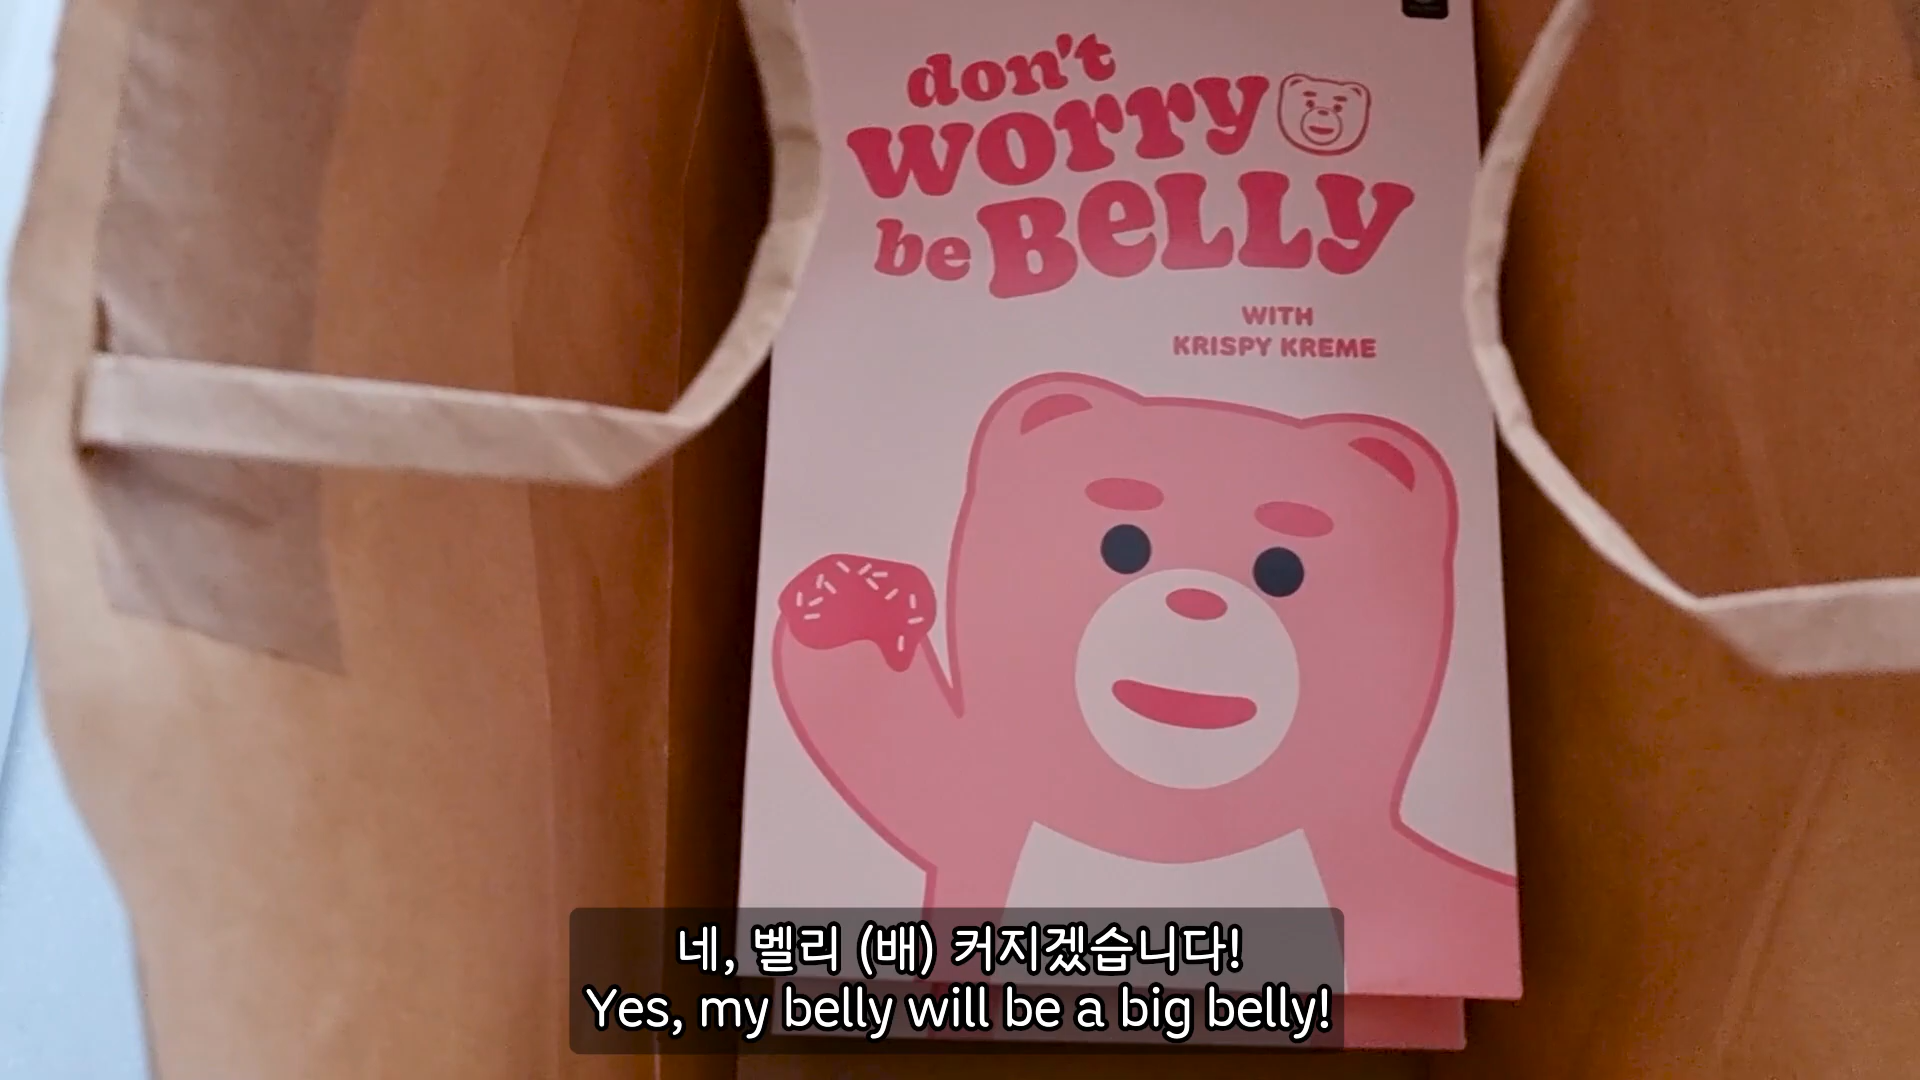 don't
worry
be BeLLy
WITH
KRISPY KREME
네, 벨리 (배) 커지겠습니다!
Yes, my belly will be a big belly!